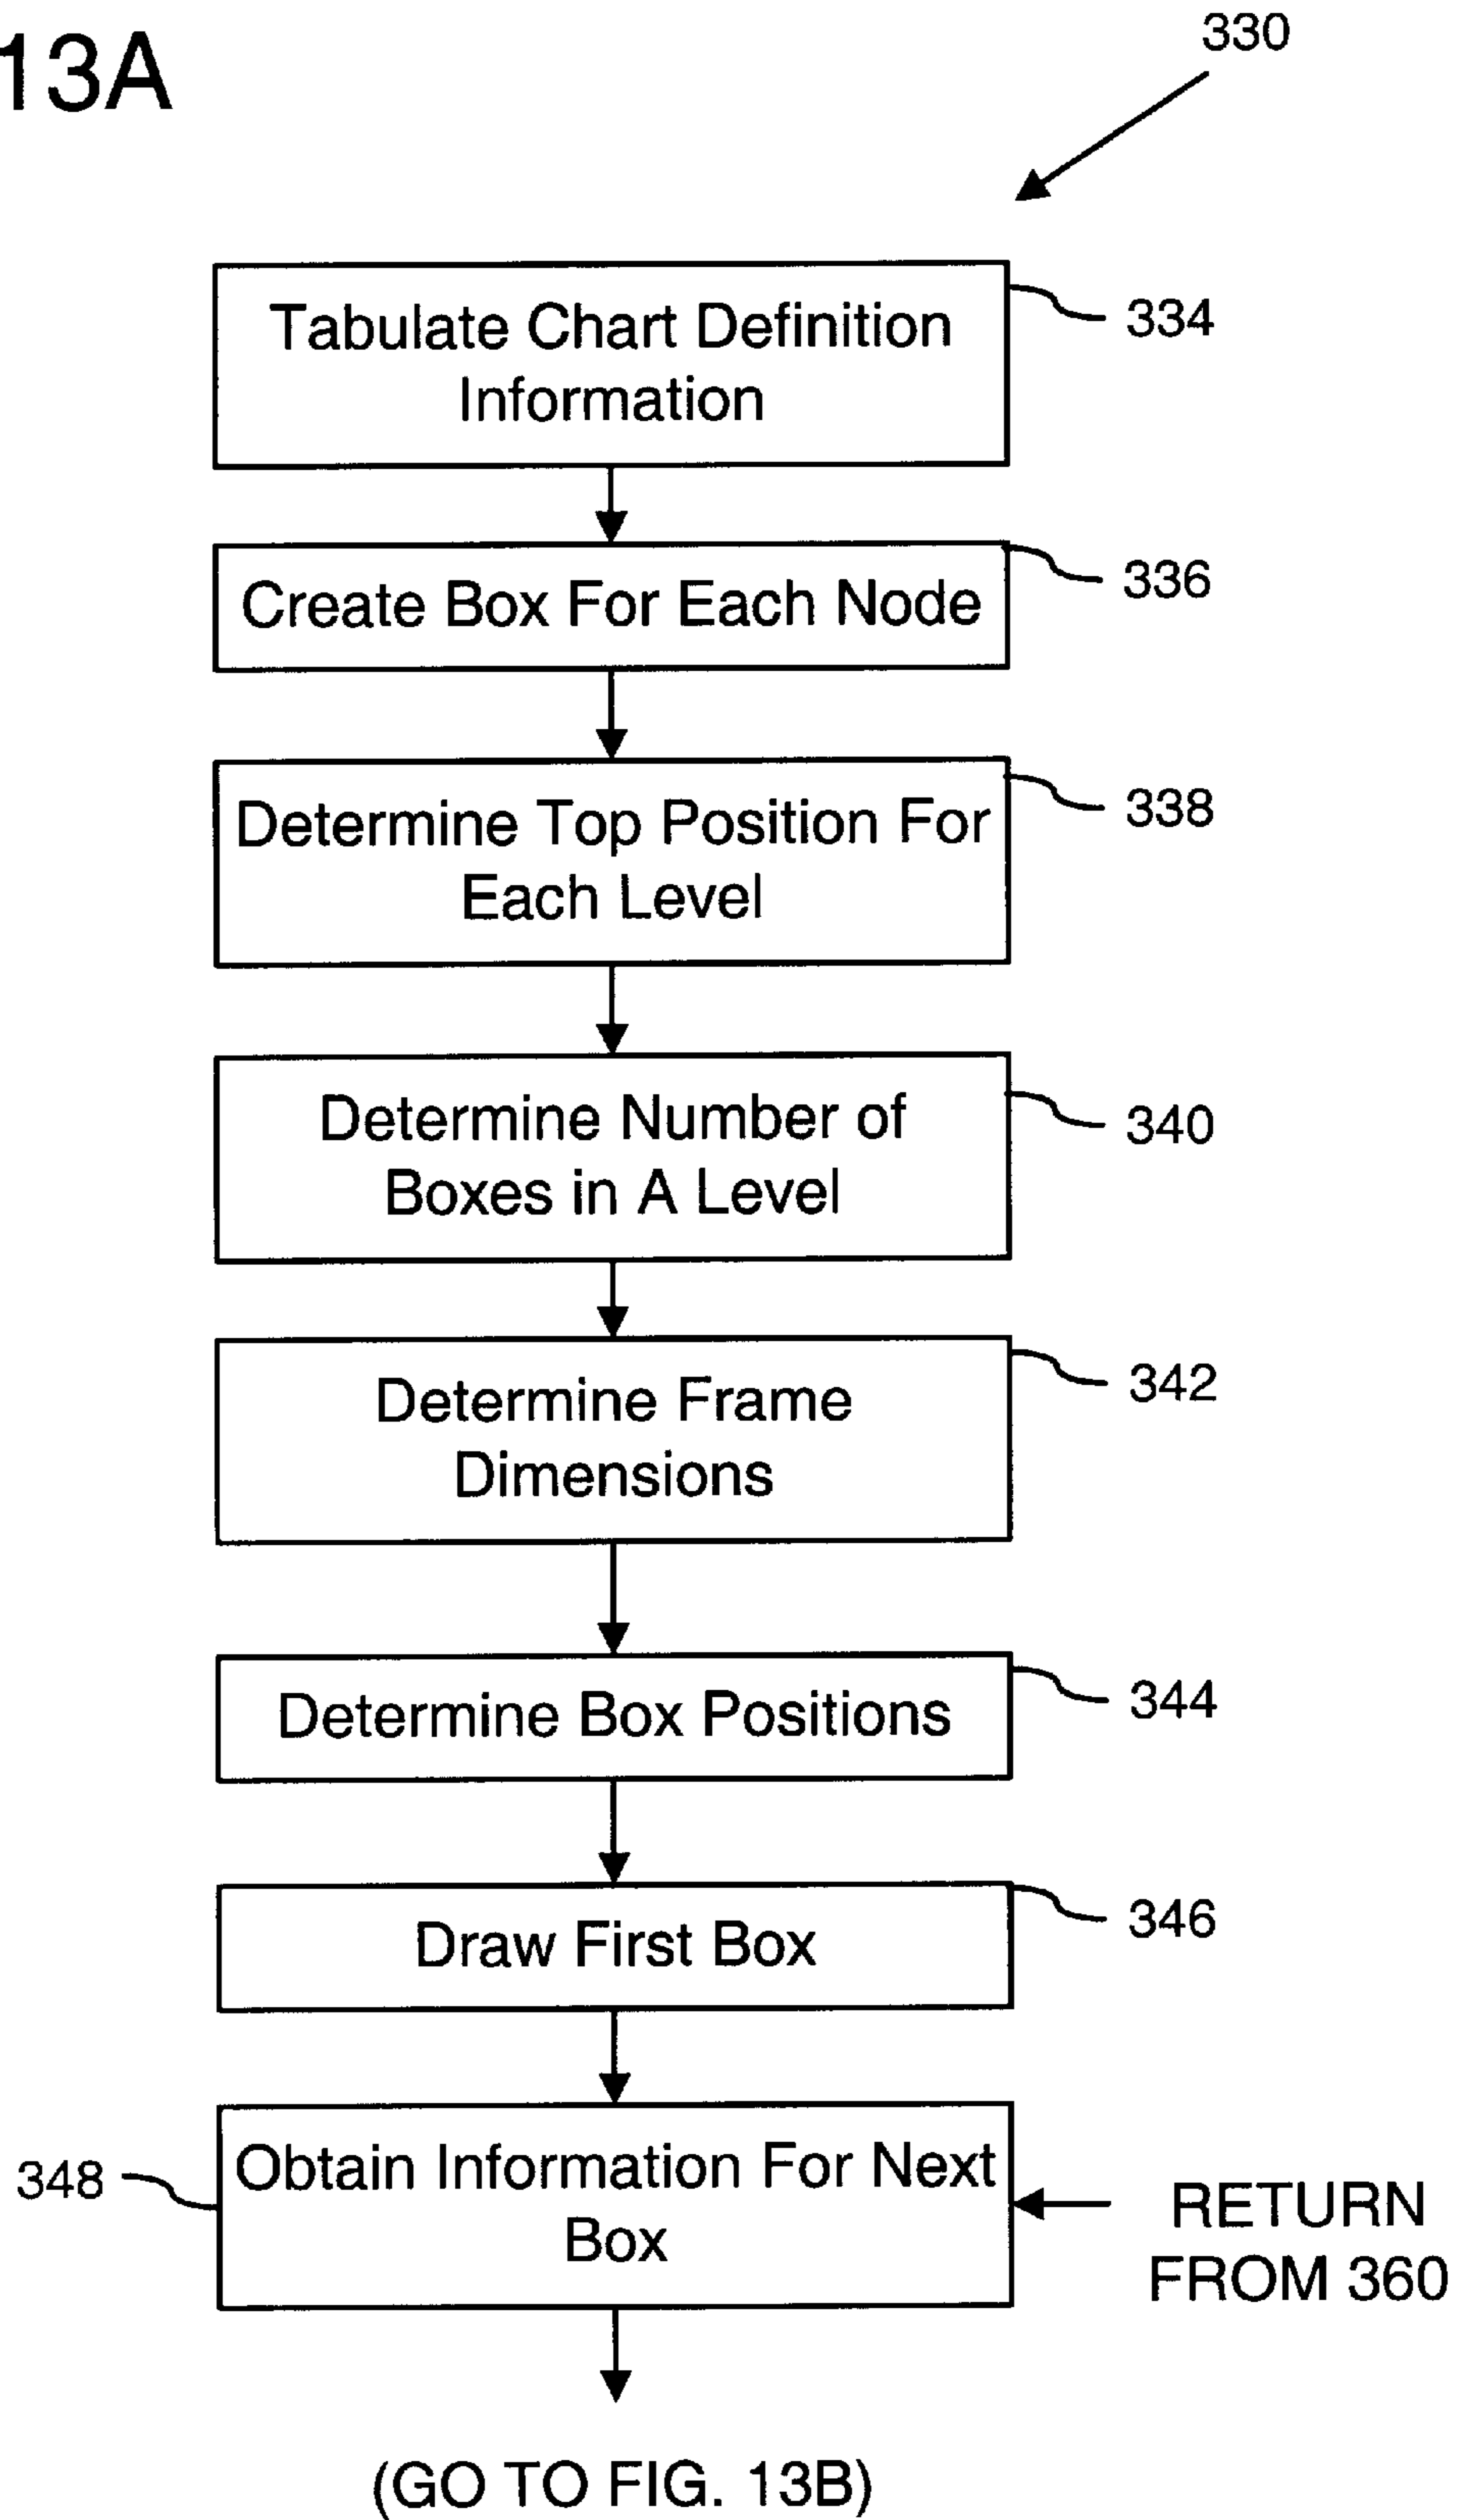 13A
330
Tabulate Chart Definition
Information
334
Create Box For Each Node
336
Determine Top Position For
Each Level
338
Determine Number of
Boxes in A Level
340
Determine Frame
Dimensions
342
Determine Box Positions
344
Draw First Box
346
348
Obtain Information For Next
Box
RETURN
FROM 360
(GO TO FIG. 13B)